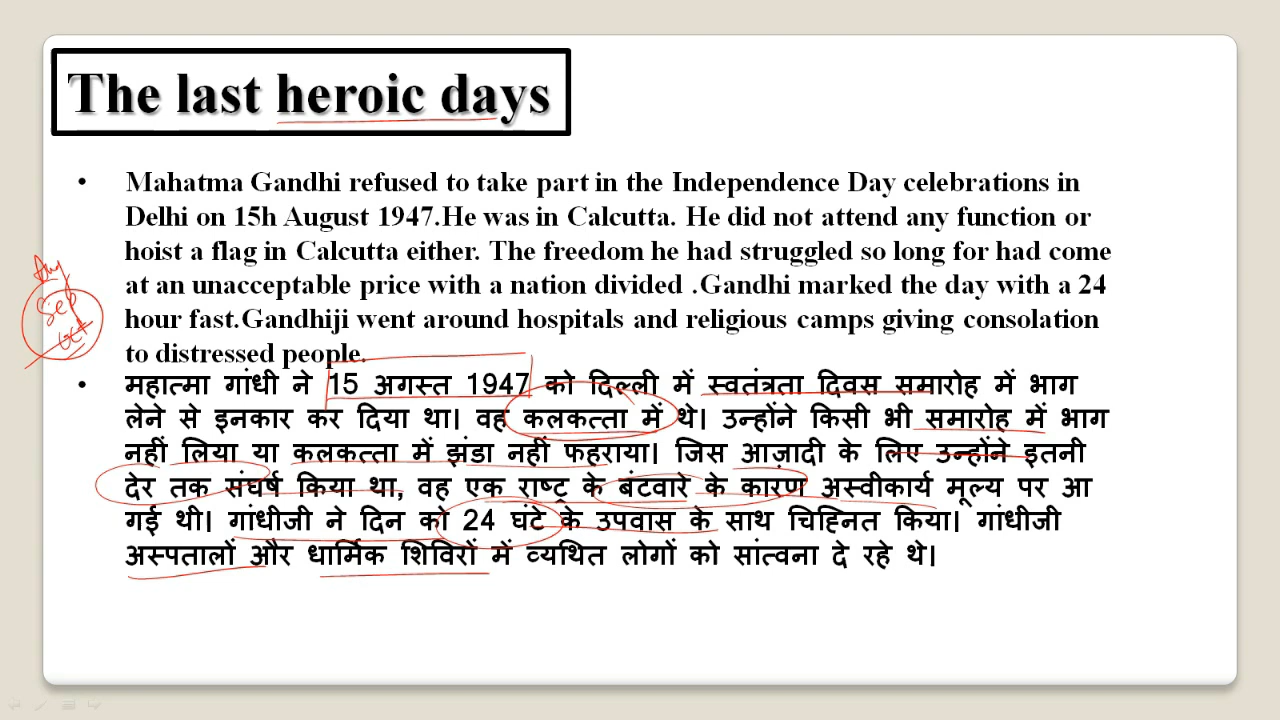 The last heroic days
• Mahatma Gandhi refused to take part in the Independence Day celebrations in
Delhi on 15h August 1947.He was in Calcutta. He did not attend any function or
hoist a flag in Calcutta either. The freedom he had struggled so long for had come
at an unacceptable price with a nation divided .Gandhi marked the day with a 24
hour fast.Gandhiji went around hospitals and religious camps giving consolation
to distressed people.
• महात्मा गांधी ने 15 अगस्त 1947 को दिल्ली में स्वतंत्रता दिवस समारोह में भाग
लेने से इनकार कर दिया था। वह कलकत्ता में थे। उन्होंने किसी भी समारोह में भाग
नहीं लिया या कलकत्ता में झंडा नहीं फहराया। जिस आजादी के लिए उन्होंने इतनी
देर तक संघर्ष किया था, वह एक राष्ट्र के बंटवारे के कारंण अस्वीकार्य मूल्य पर आ
गई थी। गांधीजी ने दिन को 24 घंटे के उपवास के साथ चिह्नित किया। गांधीजी
अस्पतालों और धार्मिक शिविरों में व्यथित लोगों को सांत्वना दे रहे थे।
Sep
oct